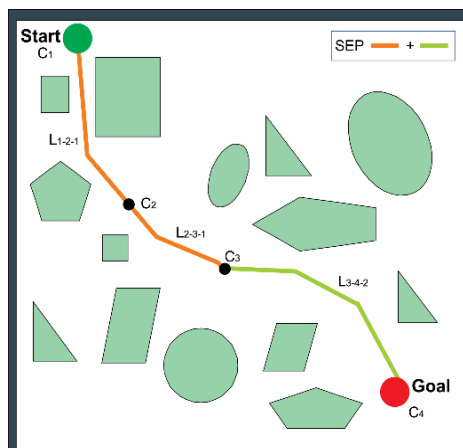 Start
C1
SEP +
L1-2-1
C2
L2-3-1
C3
L3-4-2
Goal
C4